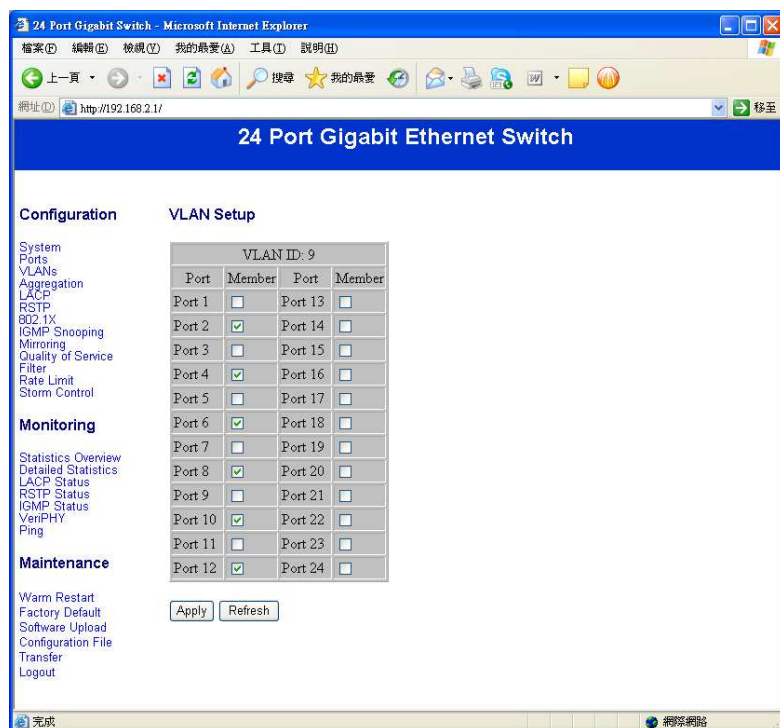 24 Port Gigabit Switch - Microsoft Internet Explorer
檔案(F) 編輯(E) 檢視(V) 我的最愛(A) 工具(T) 說明(H)
上一頁 搜尋 我的最愛
網址(D) http://192.168.2.1/ 移至
24 Port Gigabit Ethernet Switch
Configuration
System
Ports
VLANs
Aggregation
LACP
RSTP
802.1X
IGMP Snooping
Mirroring
Quality of Service
Filter
Rate Limit
Storm Control
Monitoring
Statistics Overview
Detailed Statistics
LACP Status
RSTP Status
IGMP Status
VeriPHY
Ping
Maintenance
Warm Restart
Factory Default
Software Upload
Configuration File
Transfer
Logout
VLAN Setup
VLAN ID: 9
Port Member Port Member
Port 1 Port 13
Port 2 Port 14
Port 3 Port 15
Port 4 Port 16
Port 5 Port 17
Port 6 Port 18
Port 7 Port 19
Port 8 Port 20
Port 9 Port 21
Port 10 Port 22
Port 11 Port 23
Port 12 Port 24
Apply Refresh
完成 網際網路